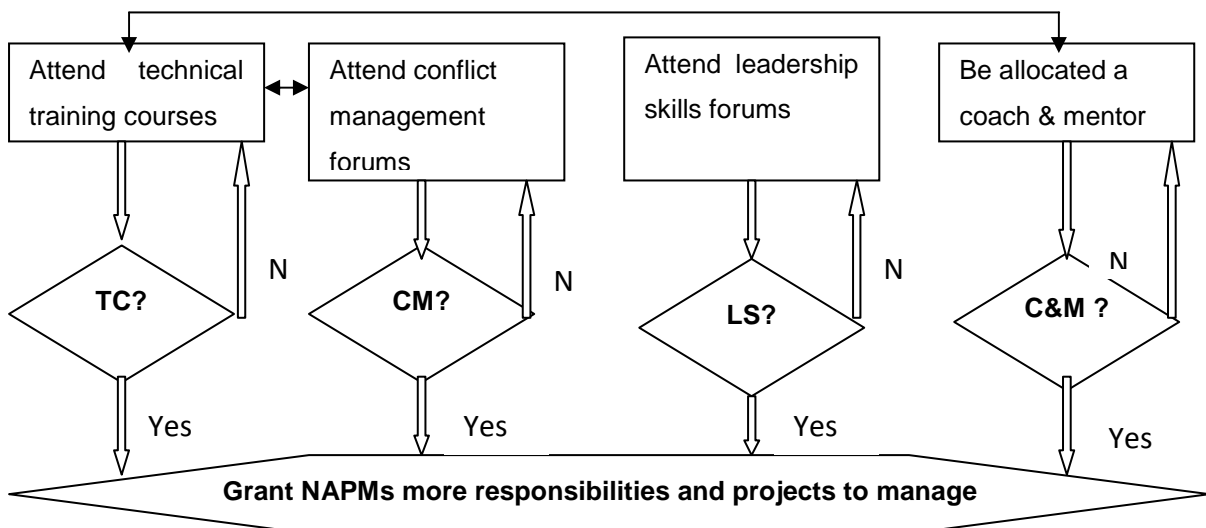 Attend technical
training courses
Attend conflict
management
forums
Attend leadership
skills forums
Be allocated a
coach & mentor
N
N
N
N
TC?
CM?
LS?
C&M ?
Yes
Yes
Yes
Yes
Grant NAPMs more responsibilities and projects to manage